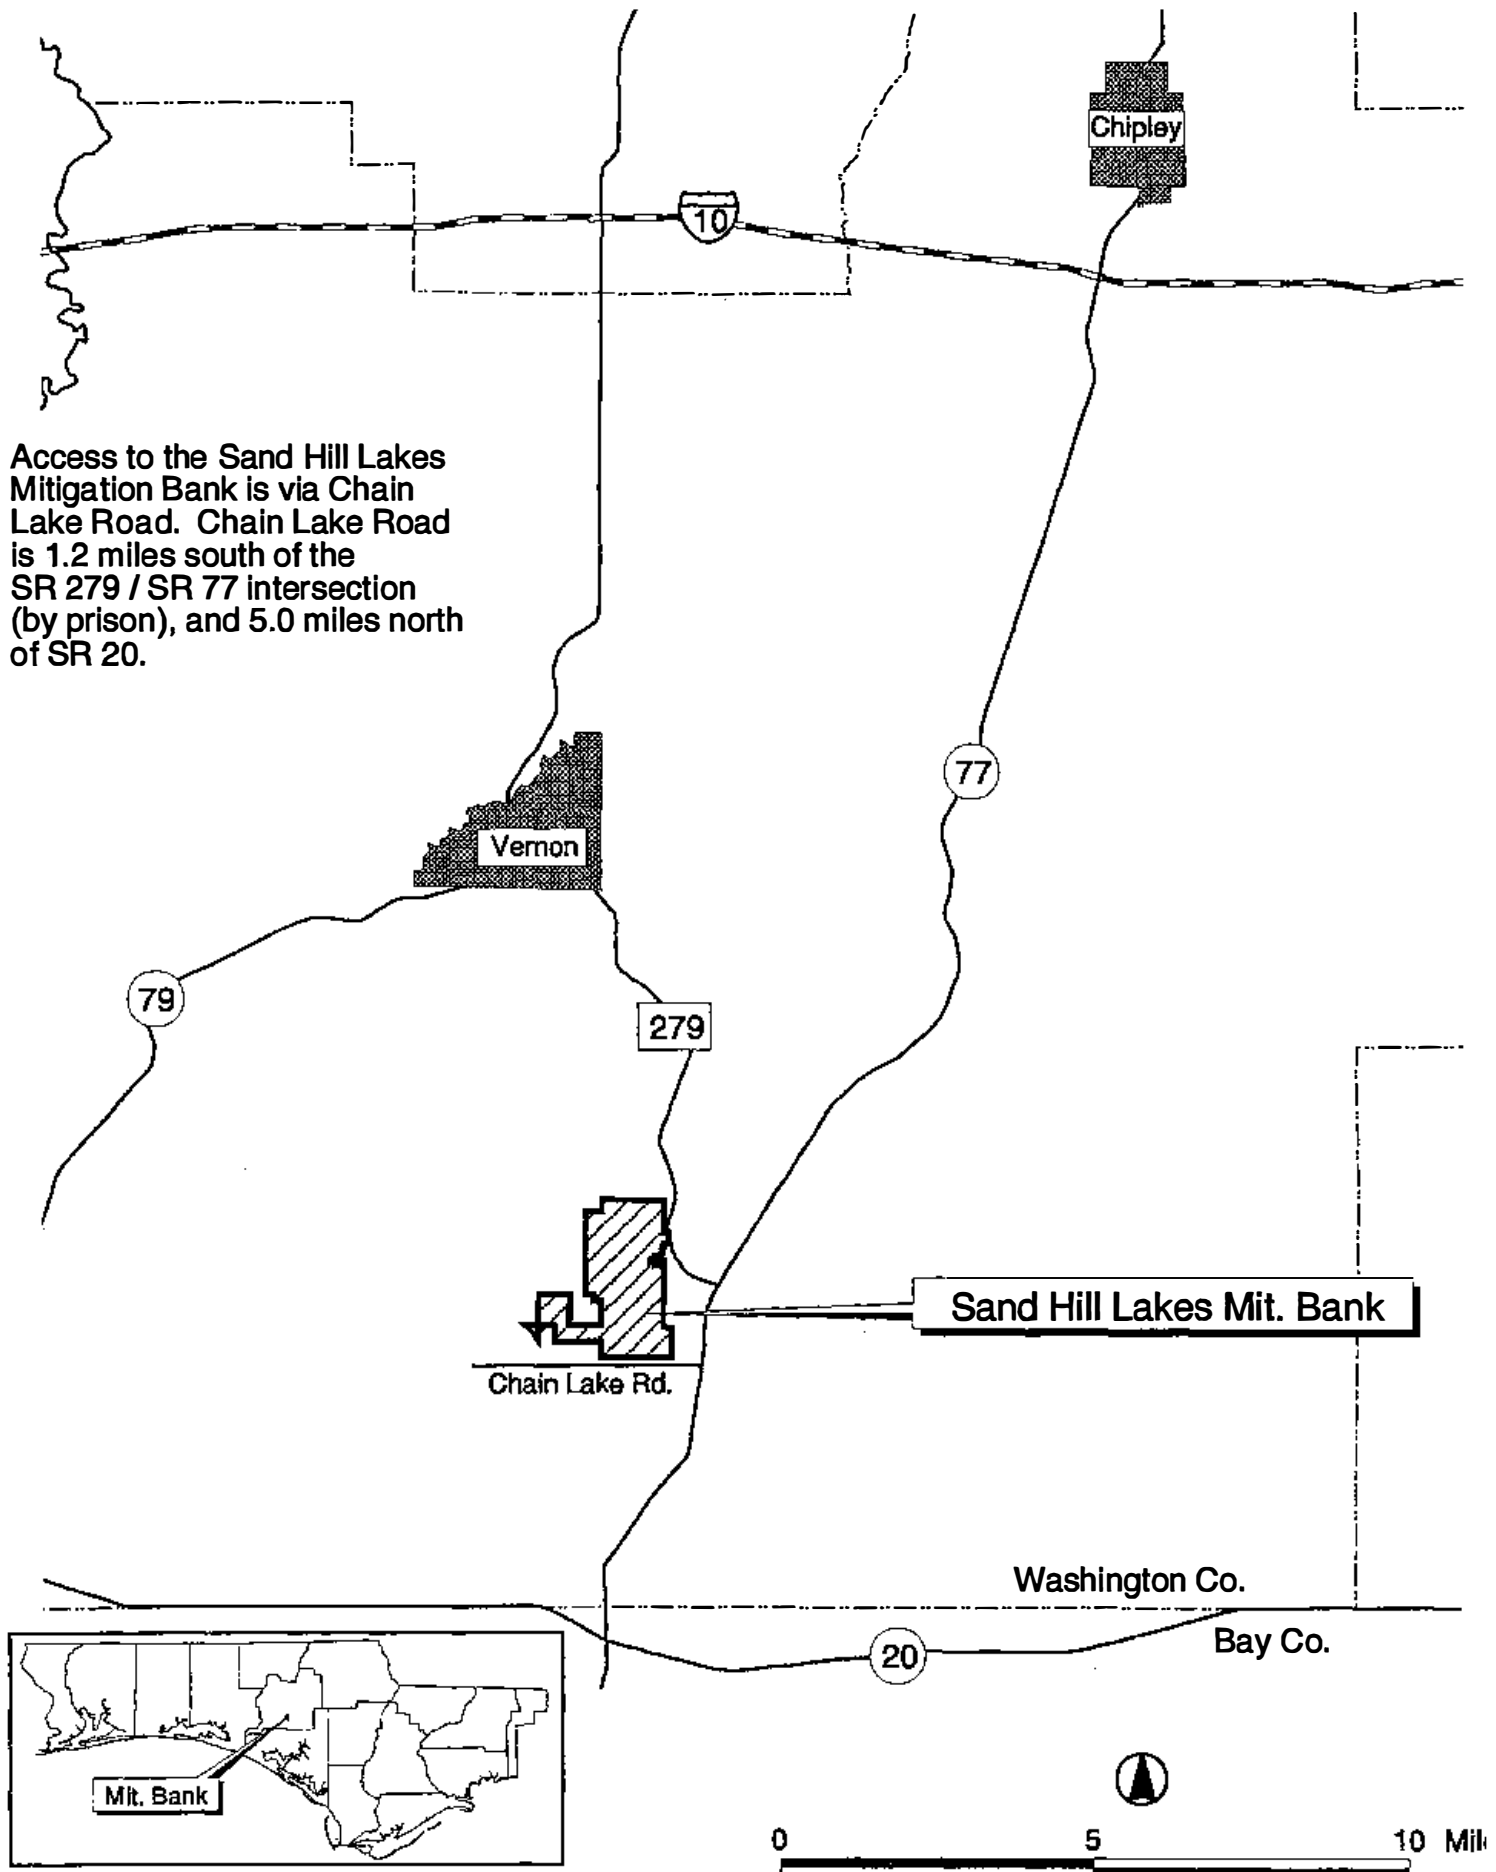 Chipley
10
Access to the Sand Hill Lakes
Mitigation Bank is via Chain
Lake Road.  Chain Lake Road
is 1.2 miles south of the
SR 279 / SR 77 intersection
(by prison), and 5.0 miles north
of SR 20.
77
Vernon
79
279
Sand Hill Lakes Mit. Bank
Chain Lake Rd.
Washington Co.
Bay Co.
20
Mit. Bank
0 5 10 Mil